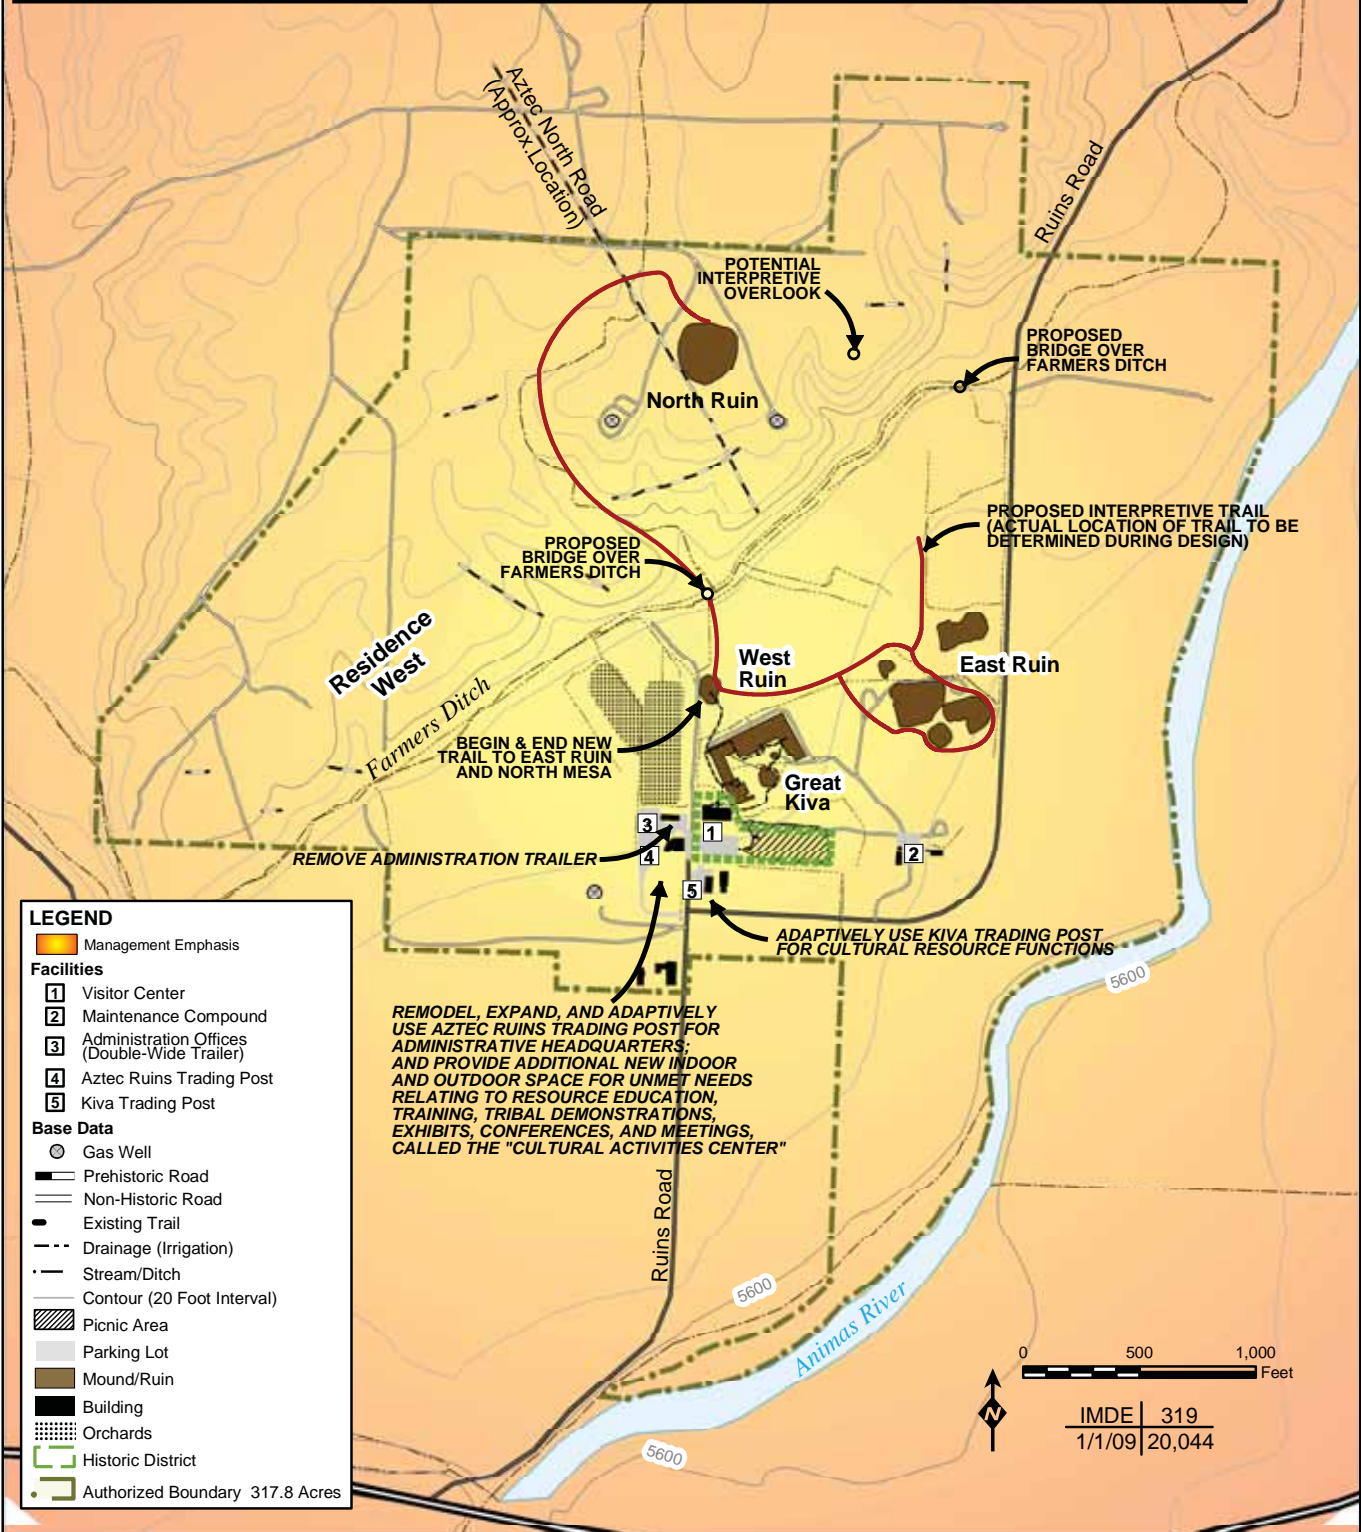 Aztec North Road
(Approx.Location)
Ruins Road
POTENTIAL
INTERPRETIVE
OVERLOOK
PROPOSED
BRIDGE OVER
FARMERS DITCH
North Ruin
PROPOSED INTERPRETIVE TRAIL
(ACTUAL LOCATION OF TRAIL TO BE
DETERMINED DURING DESIGN)
PROPOSED
BRIDGE OVER
FARMERS DITCH
Residence
West
West
Ruin
East Ruin
Farmers Ditch
BEGIN & END NEW
TRAIL TO EAST RUIN
AND NORTH MESA
Great
Kiva
3
1
4
2
5
REMOVE ADMINISTRATION TRAILER
ADAPTIVELY USE KIVA TRADING POST
FOR CULTURAL RESOURCE FUNCTIONS
5600
REMODEL, EXPAND, AND ADAPTIVELY
USE AZTEC RUINS TRADING POST FOR
ADMINISTRATIVE HEADQUARTERS;
AND PROVIDE ADDITIONAL NEW INDOOR
AND OUTDOOR SPACE FOR UNMET NEEDS
RELATING TO RESOURCE EDUCATION,
TRAINING, TRIBAL DEMONSTRATIONS,
EXHIBITS, CONFERENCES, AND MEETINGS,
CALLED THE "CULTURAL ACTIVITIES CENTER"
Ruins Road
5600
Animas River
5600
LEGEND
Management Emphasis
Facilities
1 Visitor Center
2 Maintenance Compound
3 Administration Offices
(Double-Wide Trailer)
4 Aztec Ruins Trading Post
5 Kiva Trading Post
Base Data
Gas Well
Prehistoric Road
Non-Historic Road
Existing Trail
Drainage (Irrigation)
Stream/Ditch
Contour (20 Foot Interval)
Picnic Area
Parking Lot
Mound/Ruin
Building
Orchards
Historic District
Authorized Boundary 317.8 Acres
0 500 1,000
Feet
N
IMDE 319
1/1/09 20,044